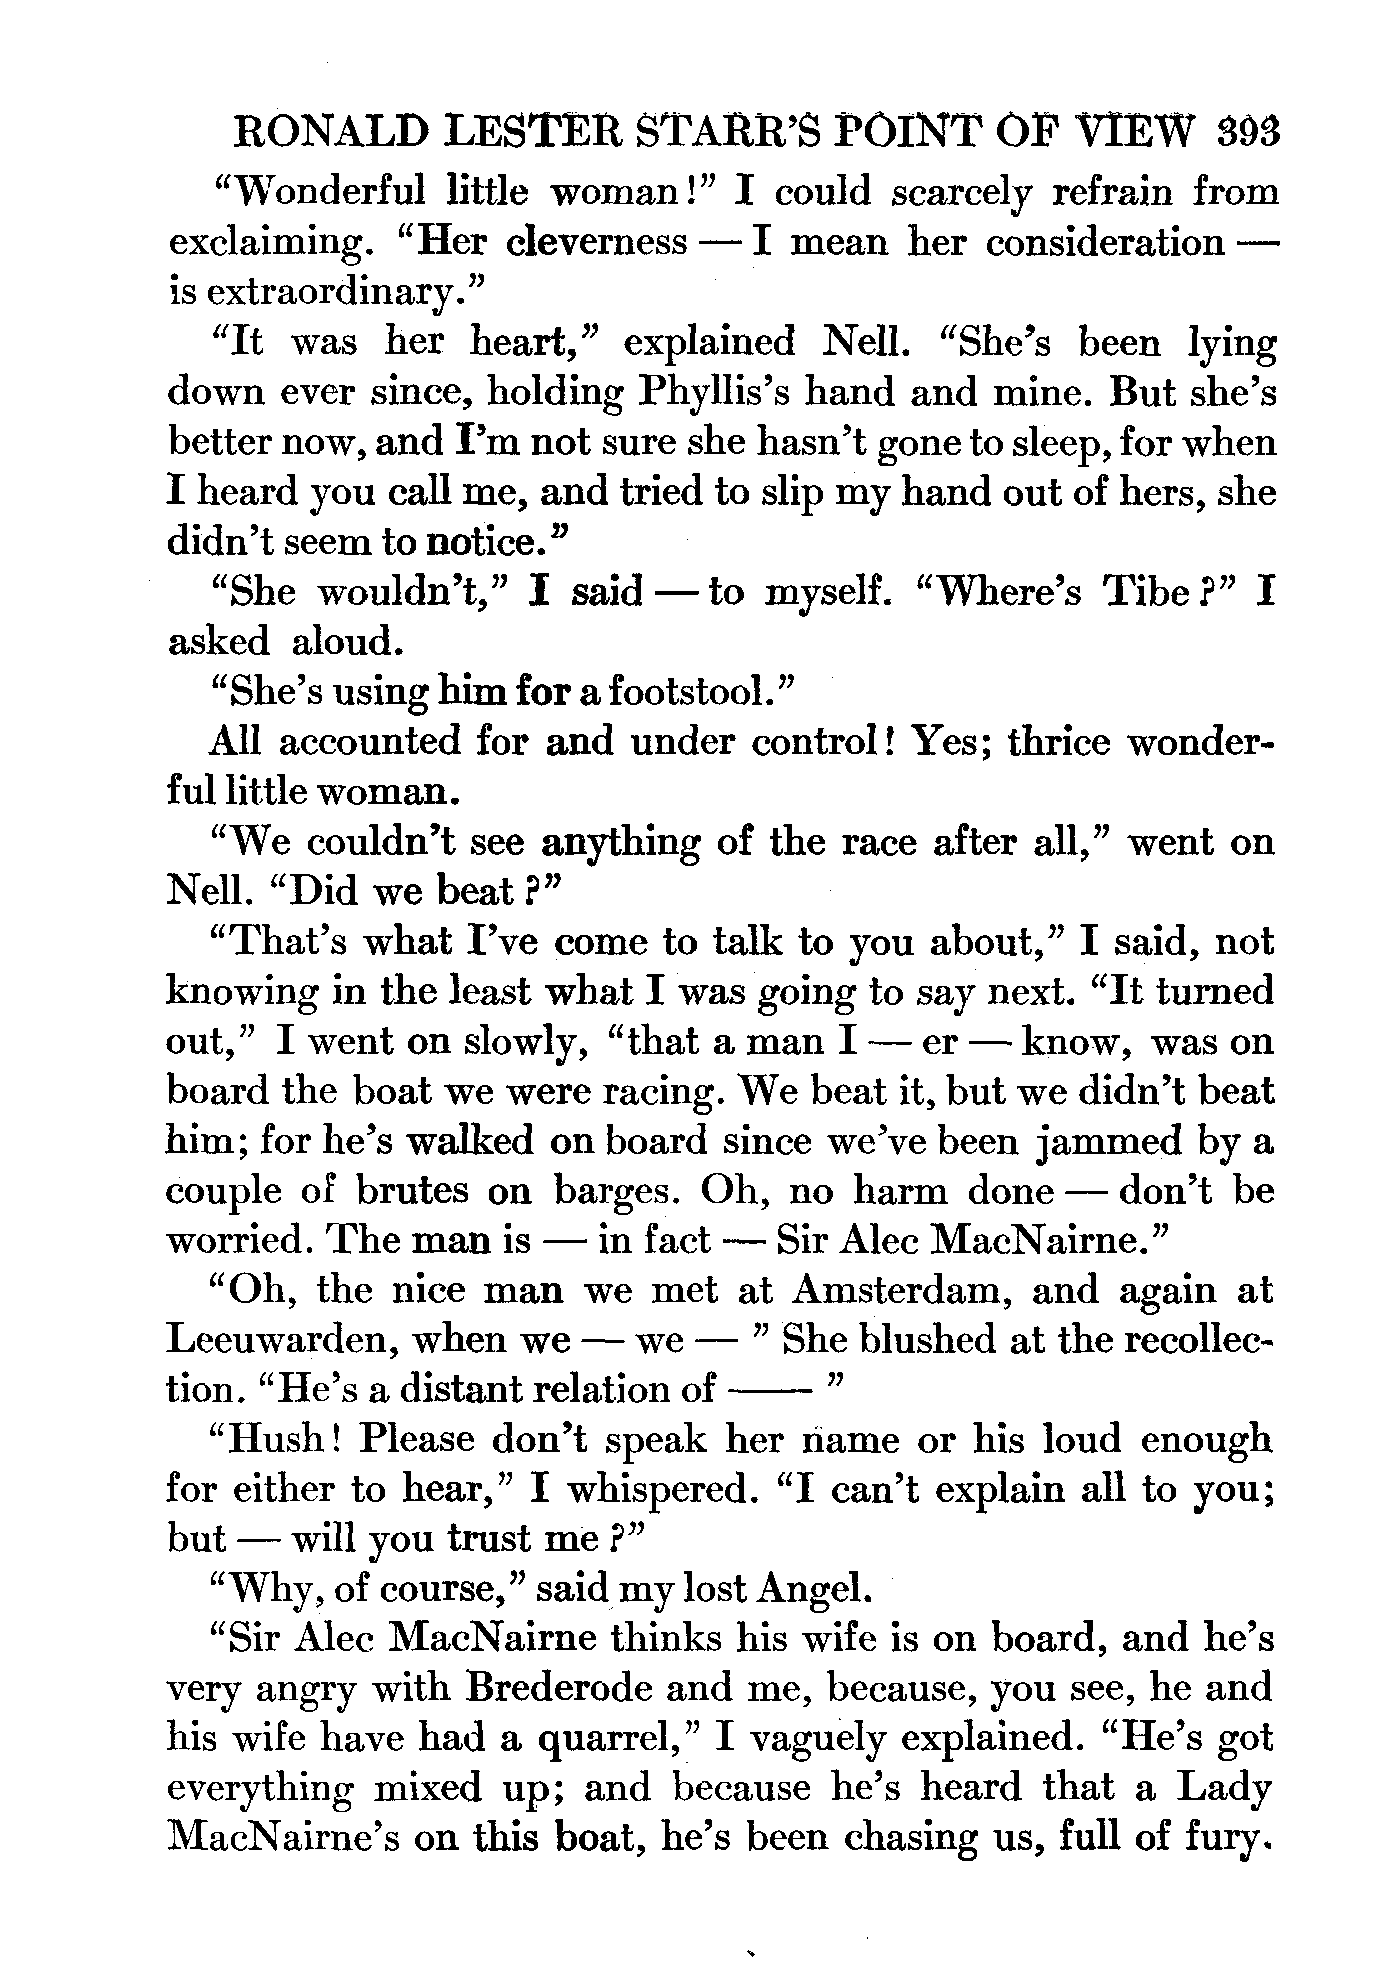 RONALD LESTER STARR'S POINT OF VIEW 393
"Wonderful little woman!" I could scarcely refrain from
exclaiming. "Her cleverness — I mean her consideration —
is extraordinary."
"It was her heart," explained Nell. "She's been lying
down ever since, holding Phyllis's hand and mine. But she's
better now, and I'm not sure she hasn't gone to sleep, for when
I heard you call me, and tried to slip my hand out of hers, she
didn't seem to notice."
"She wouldn't," I said — to myself. "Where's Tibe?" I
asked aloud.
"She's using him for a footstool."
All accounted for and under control! Yes; thrice wonder-
ful little woman.
"We couldn't see anything of the race after all," went on
Nell. "Did we beat?"
"That's what I've come to talk to you about," I said, not
knowing in the least what I was going to say next. "It turned
out," I went on slowly, "that a man I — er — know, was on
board the boat we were racing. We beat it, but we didn't beat
him; for he's walked on board since we've been jammed by a
couple of brutes on barges. Oh, no harm done — don't be
worried. The man is — in fact — Sir Alec MacNairne."
"Oh, the nice man we met at Amsterdam, and again at
Leeuwarden, when we — we — " She blushed at the recollec-
tion. "He's a distant relation of —— "
"Hush! Please don't speak her name or his loud enough
for either to hear," I whispered. "I can't explain all to you;
but — will you trust me?"
"Why, of course," said my lost Angel.
"Sir Alec MacNairne thinks his wife is on board, and he's
very angry with Brederode and me, because, you see, he and
his wife have had a quarrel," I vaguely explained. "He's got
everything mixed up; and because he's heard that a Lady
MacNairne's on this boat, he's been chasing us, full of fury.